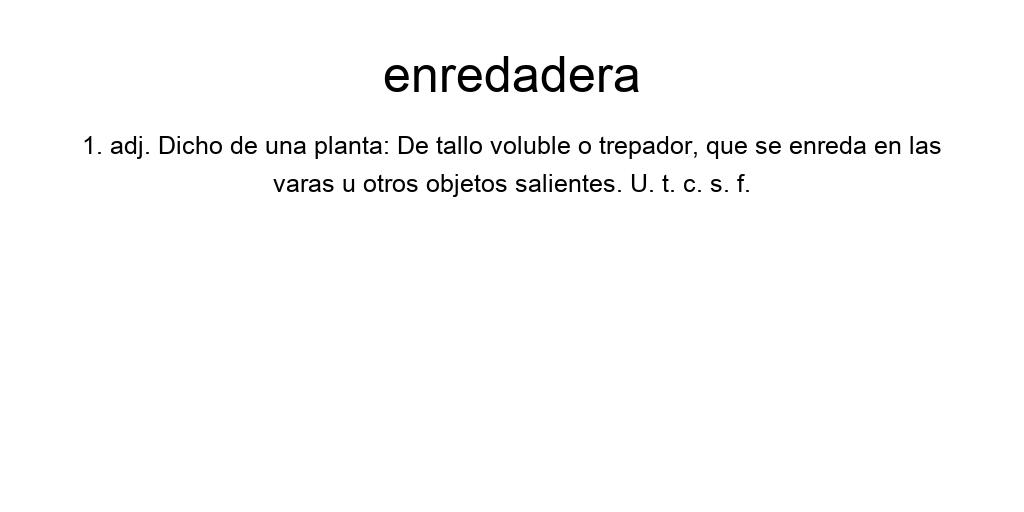 enredadera
1. adj. Dicho de una planta: De tallo voluble o trepador, que se enreda en las
varas u otros objetos salientes. U. t. c. s. f.